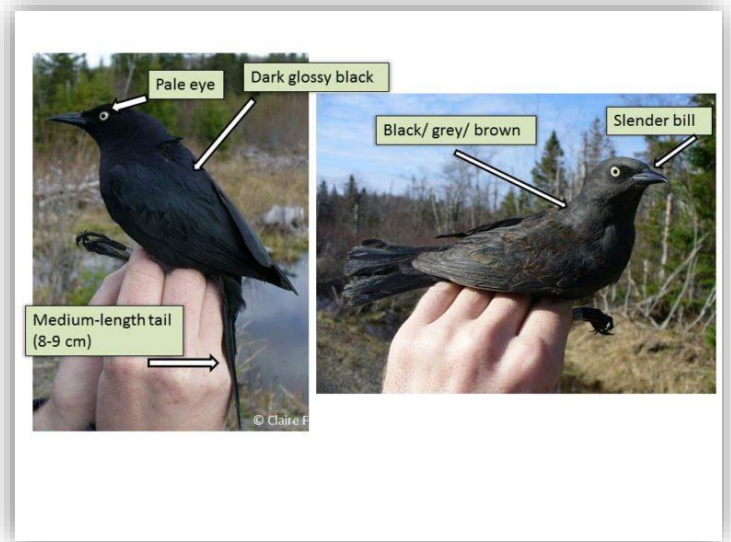 Pale eye
Dark glossy black
Medium-length tail
(8-9 cm)
© Claire F
Black/ grey/ brown
Slender bill